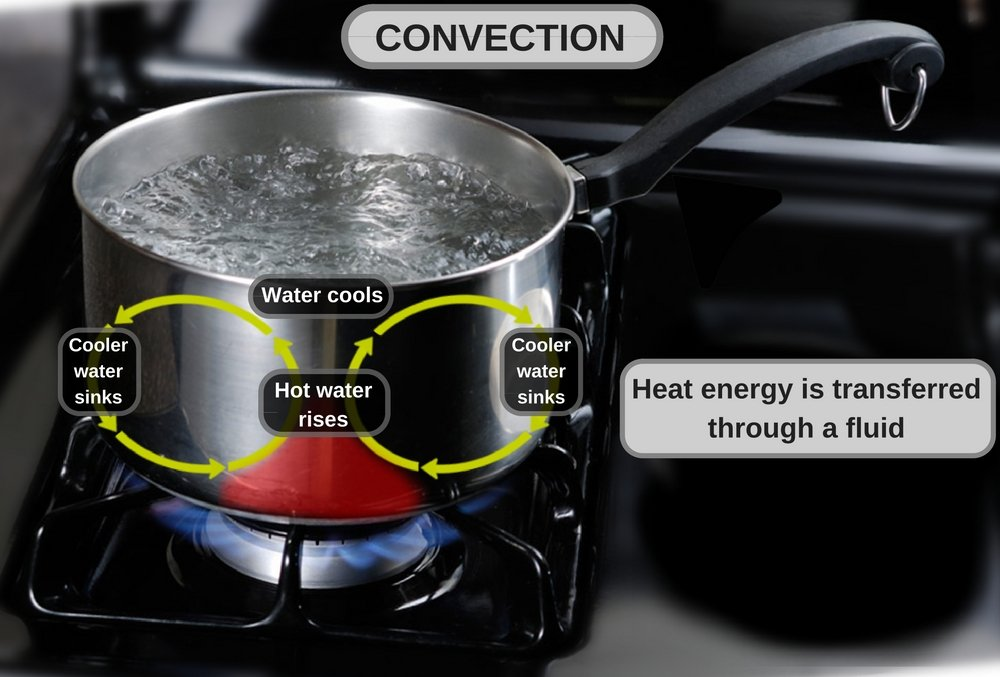 CONVECTION
Water cools
Cooler
water
sinks
Hot water
rises
Cooler
water
sinks
Heat energy is transferred
through a fluid